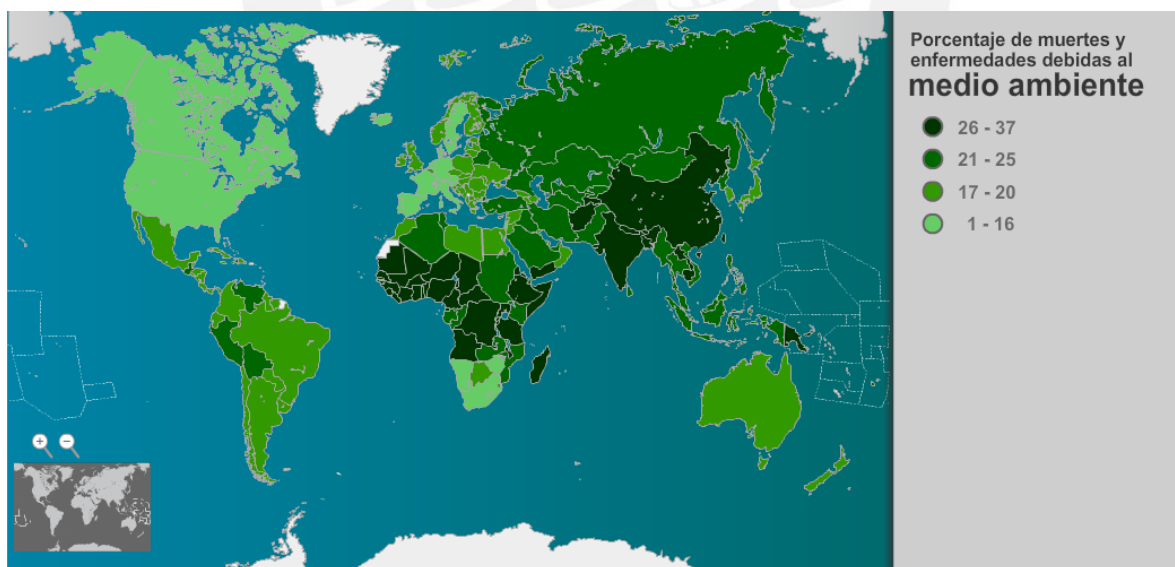 Porcentaje de muertes y
enfermedades debidas al
medio ambiente
26 - 37
21 - 25
17 - 20
1 - 16